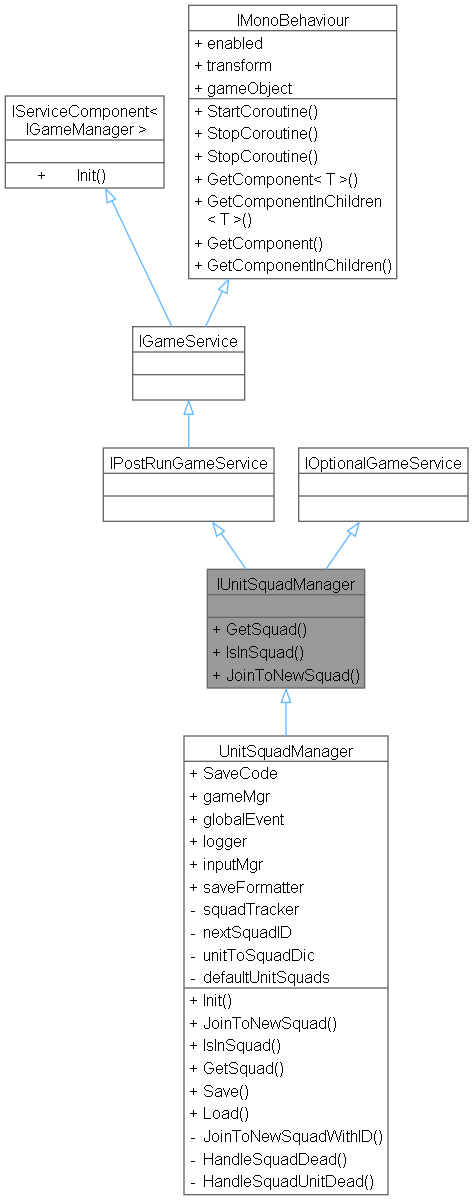 IMonoBehaviour
+ enabled
+ transform
+ gameObject
+ StartCoroutine()
+ StopCoroutine()
+ StopCoroutine()
+ GetComponent< T >()
+ GetComponentInChildren
< T >()
+ GetComponent()
+ GetComponentInChildren()
IServiceComponent<
IGameManager >
+ Init()
IGameService
IPostRunGameService
IOptionalGameService
IUnitSquadManager
+ GetSquad()
+ IsInSquad()
+ JoinToNewSquad()
UnitSquadManager
+ SaveCode
+ gameMgr
+ globalEvent
+ logger
+ inputMgr
+ saveFormatter
- squadTracker
- nextSquadID
- unitToSquadDic
- defaultUnitSquads
+ Init()
+ JoinToNewSquad()
+ IsInSquad()
+ GetSquad()
+ Save()
+ Load()
- JoinToNewSquadWithID()
- HandleSquadDead()
- HandleSquadUnitDead()